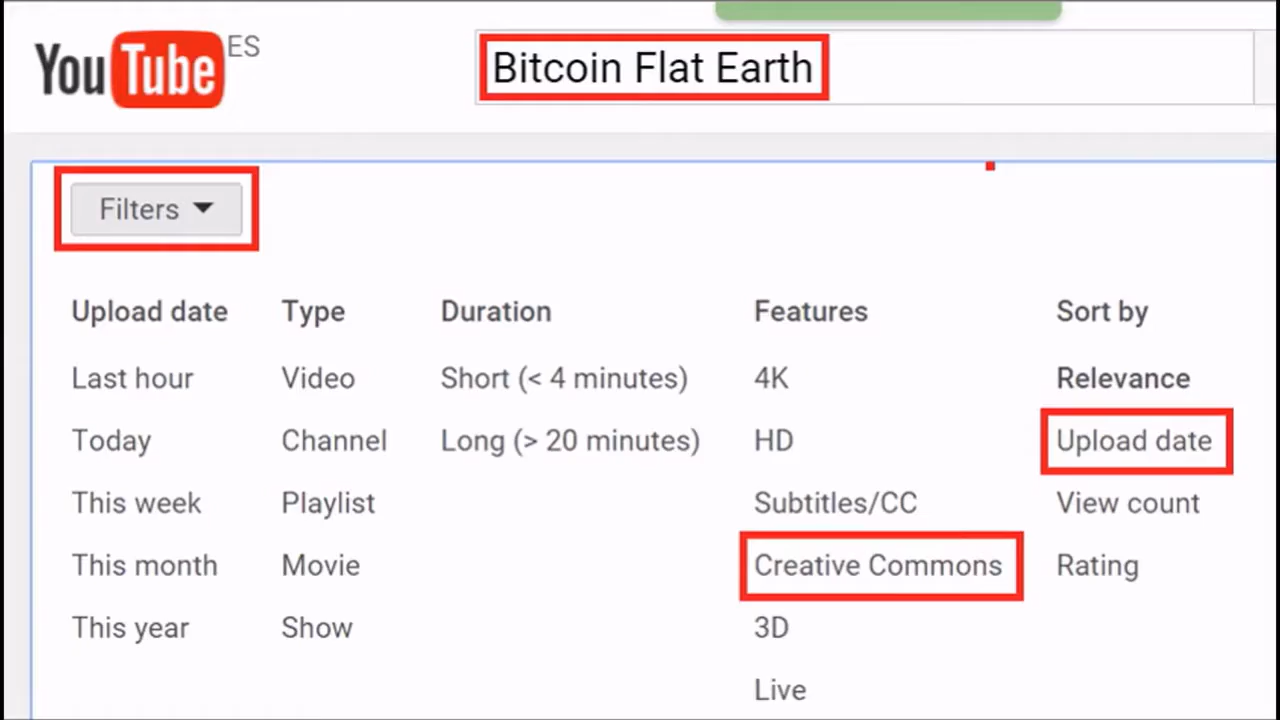 YouTube ES
Bitcoin Flat Earth
Filters
Upload date Type Duration Features Sort by
Last hour Video Short (< 4 minutes) 4K Relevance
Today Channel Long (> 20 minutes) HD Upload date
This week Playlist Subtitles/CC View count
This month Movie Creative Commons Rating
This year Show 3D
Live